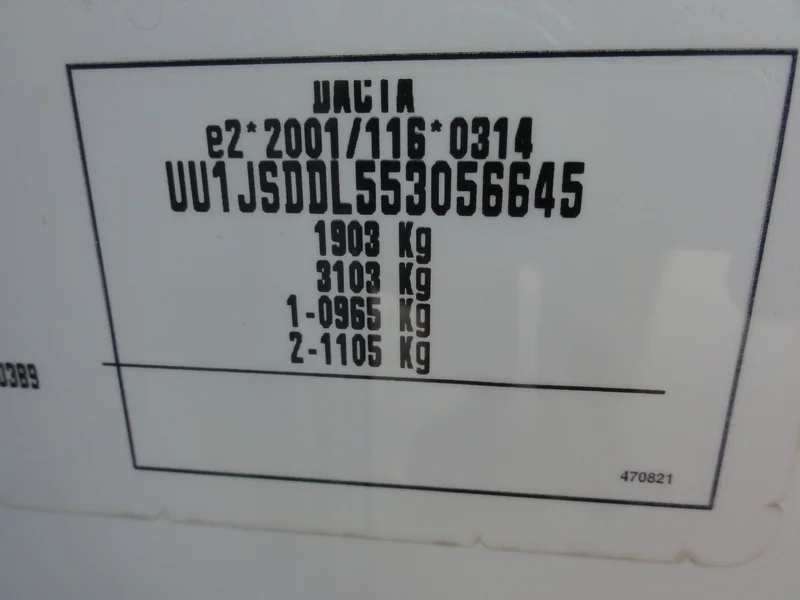 DACIA
e2*2001/116*0314
UU1JSDDL553056645
1903 Kg
3103 Kg
1-0965 Kg
2-1105 Kg
0389
470821